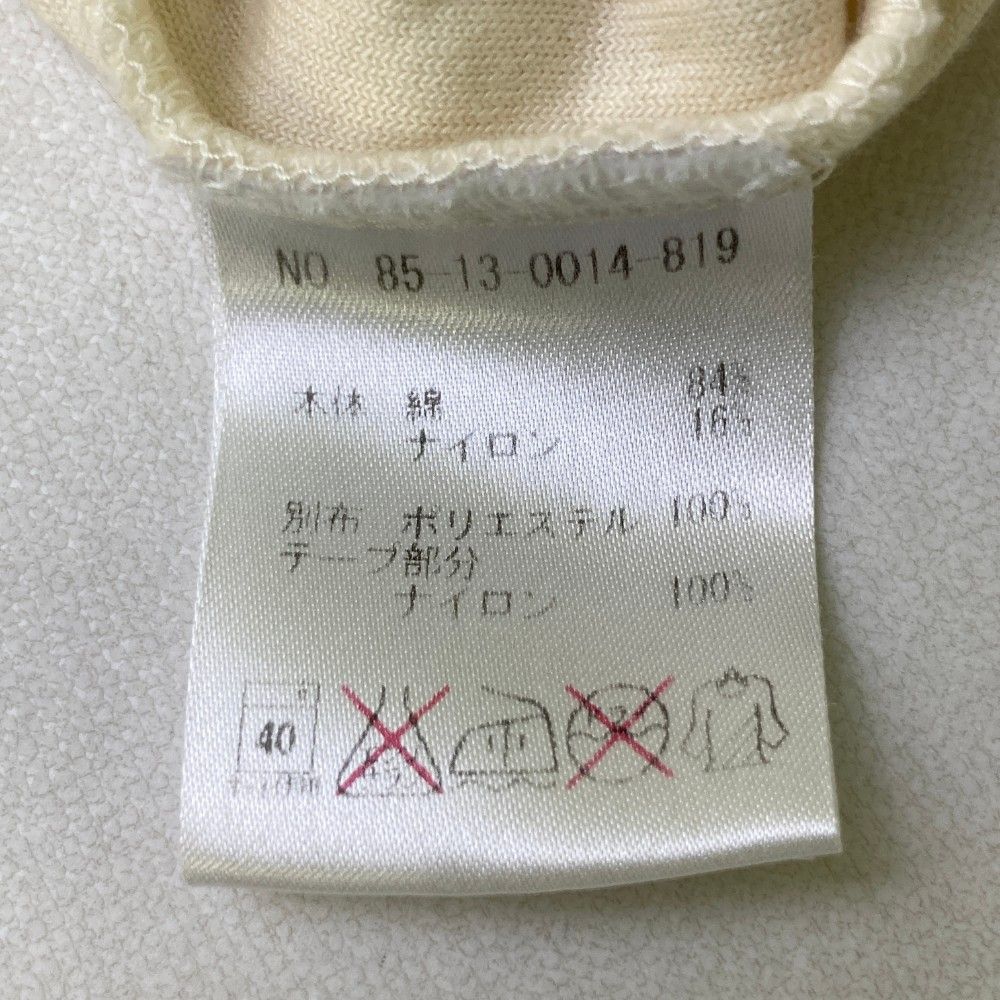 NO 85-13-0014-819
本体 綿 84%
ナイロン 16%
別布 ポリエステル 100%
テープ部分
ナイロン 100%
40 中